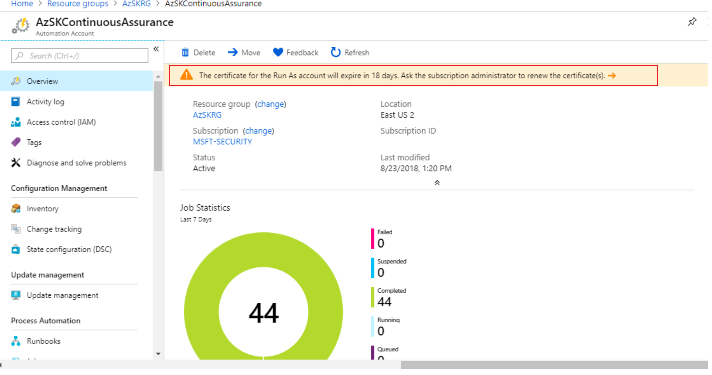 Home > Resource groups > AzSKRG > AzSKContinuousAssurance
AzSKContinuousAssurance
Automation Account
Search (Ctrl+/)
«
Delete
Move
Feedback
Refresh
The certificate for the Run As account will expire in 18 days. Ask the subscription administrator to renew the certificate(s). →
Overview
Activity log
Access control (IAM)
Tags
Diagnose and solve problems
Configuration Management
Inventory
Change tracking
State configuration (DSC)
Update management
Update management
Process Automation
Runbooks
Resource group (change)
AzSKRG
Subscription (change)
MSFT-SECURITY
Status
Active
Location
East US 2
Subscription ID
Last modified
8/23/2018, 1:20 PM
Job Statistics
Last 7 Days
44
Failed
0
Suspended
0
Completed
44
Running
0
Queued
0